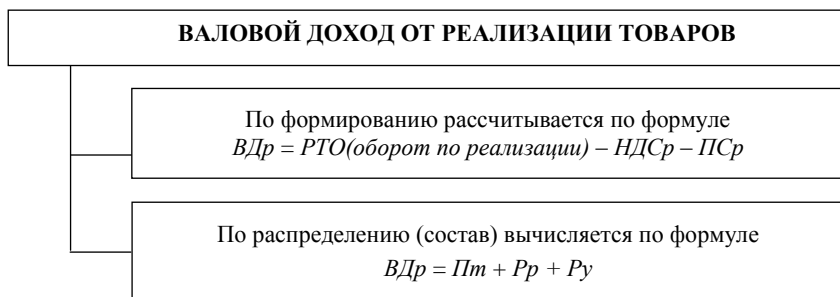 ВАЛОВОЙ ДОХОД ОТ РЕАЛИЗАЦИИ ТОВАРОВ
По формированию рассчитывается по формуле
ВДр = РТО(оборот по реализации) – НДСр – ПСр
По распределению (состав) вычисляется по формуле
ВДр = Пт + Рр + Ру